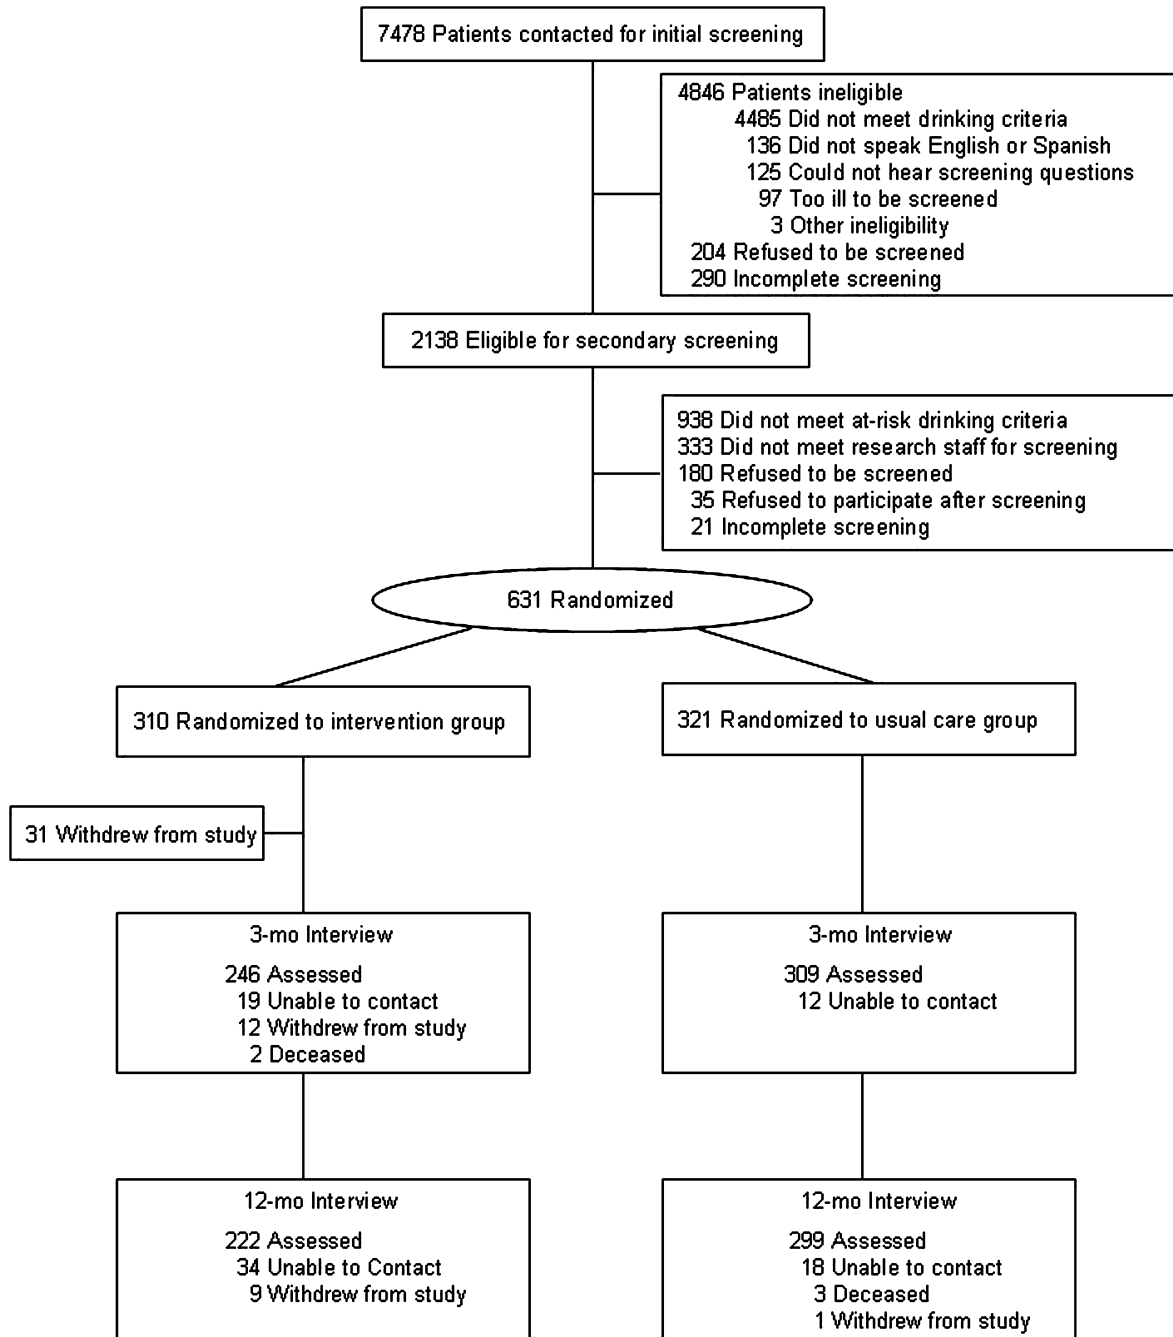 7478 Patients contacted for initial screening
4846 Patients ineligible
4485 Did not meet drinking criteria
136 Did not speak English or Spanish
125 Could not hear screening questions
97 Too ill to be screened
3 Other ineligibility
204 Refused to be screened
290 Incomplete screening
2138 Eligible for secondary screening
938 Did not meet at-risk drinking criteria
333 Did not meet research staff for screening
180 Refused to be screened
35 Refused to participate after screening
21 Incomplete screening
631 Randomized
310 Randomized to intervention group
321 Randomized to usual care group
31 Withdrew from study
3-mo Interview
246 Assessed
19 Unable to contact
12 Withdrew from study
2 Deceased
3-mo Interview
309 Assessed
12 Unable to contact
12-mo Interview
222 Assessed
34 Unable to Contact
9 Withdrew from study
12-mo Interview
299 Assessed
18 Unable to contact
3 Deceased
1 Withdrew from study